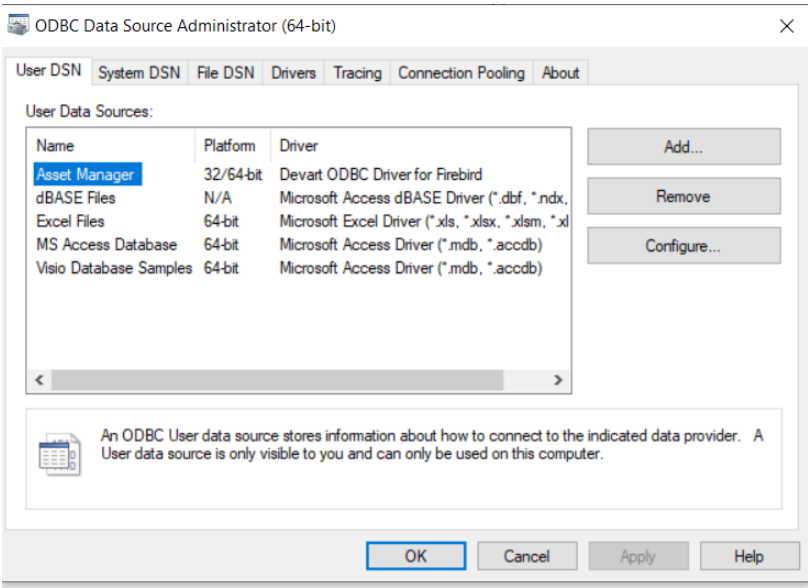 ODBC Data Source Administrator (64-bit)
User DSN System DSN File DSN Drivers Tracing Connection Pooling About
User Data Sources:
Name Platform Driver
Asset Manager 32/64-bit Devart ODBC Driver for Firebird
dBASE Files N/A Microsoft Access dBASE Driver (*.dbf, *.ndx,
Excel Files 64-bit Microsoft Excel Driver (*.xls, *.xlsx, *.xlsm, *.xl
MS Access Database 64-bit Microsoft Access Driver (*.mdb, *.accdb)
Visio Database Samples 64-bit Microsoft Access Driver (*.mdb, *.accdb)
Add...
Remove
Configure...
An ODBC User data source stores information about how to connect to the indicated data provider. A
User data source is only visible to you and can only be used on this computer.
OK Cancel Apply Help